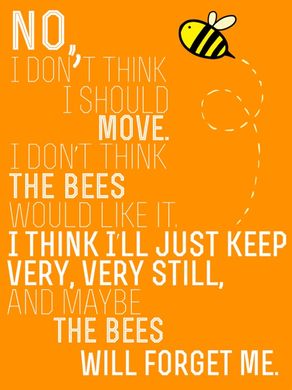 NO,
I DON'T THINK
I SHOULD
MOVE.
I DON'T THINK
THE BEES
WOULD LIKE IT.
I THINK I'LL JUST KEEP
VERY, VERY STILL,
AND MAYBE
THE BEES
WILL FORGET ME.